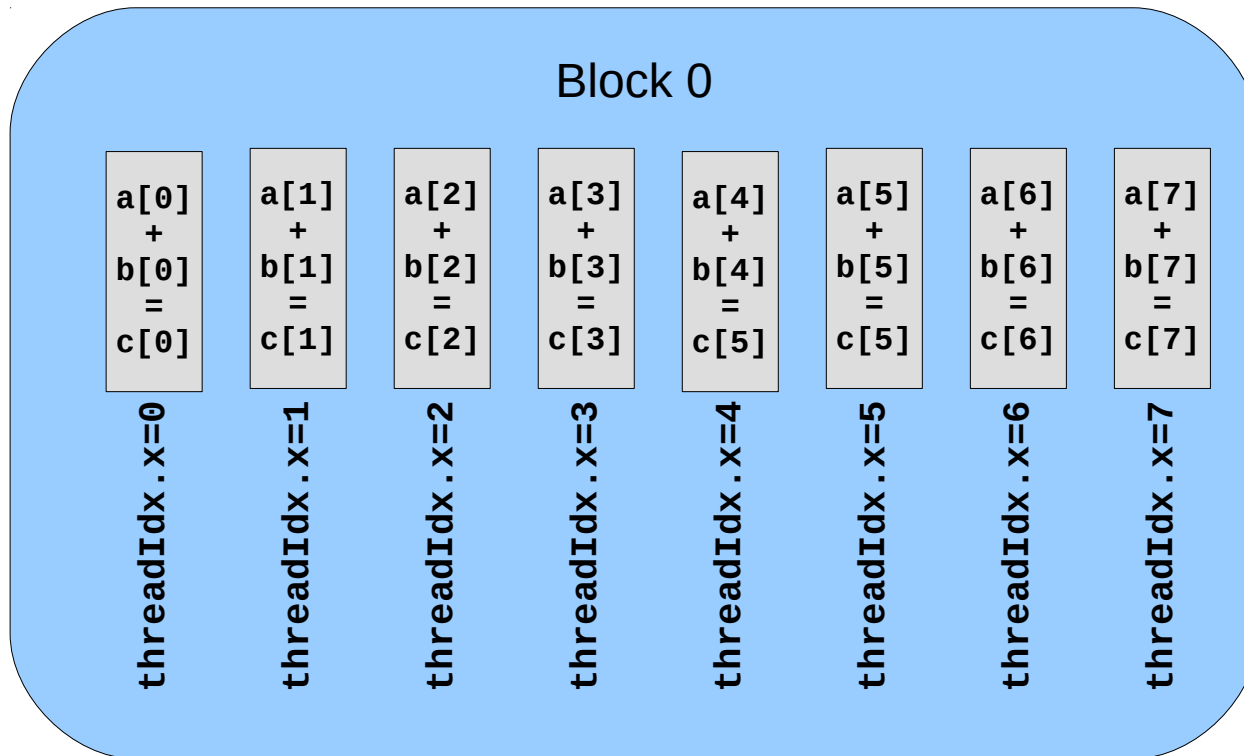 Block 0
a[0]
+
b[0]
=
c[0]
a[1]
+
b[1]
=
c[1]
a[2]
+
b[2]
=
c[2]
a[3]
+
b[3]
=
c[3]
a[4]
+
b[4]
=
c[5]
a[5]
+
b[5]
=
c[5]
a[6]
+
b[6]
=
c[6]
a[7]
+
b[7]
=
c[7]
threadIdx.x=0
threadIdx.x=1
threadIdx.x=2
threadIdx.x=3
threadIdx.x=4
threadIdx.x=5
threadIdx.x=6
threadIdx.x=7